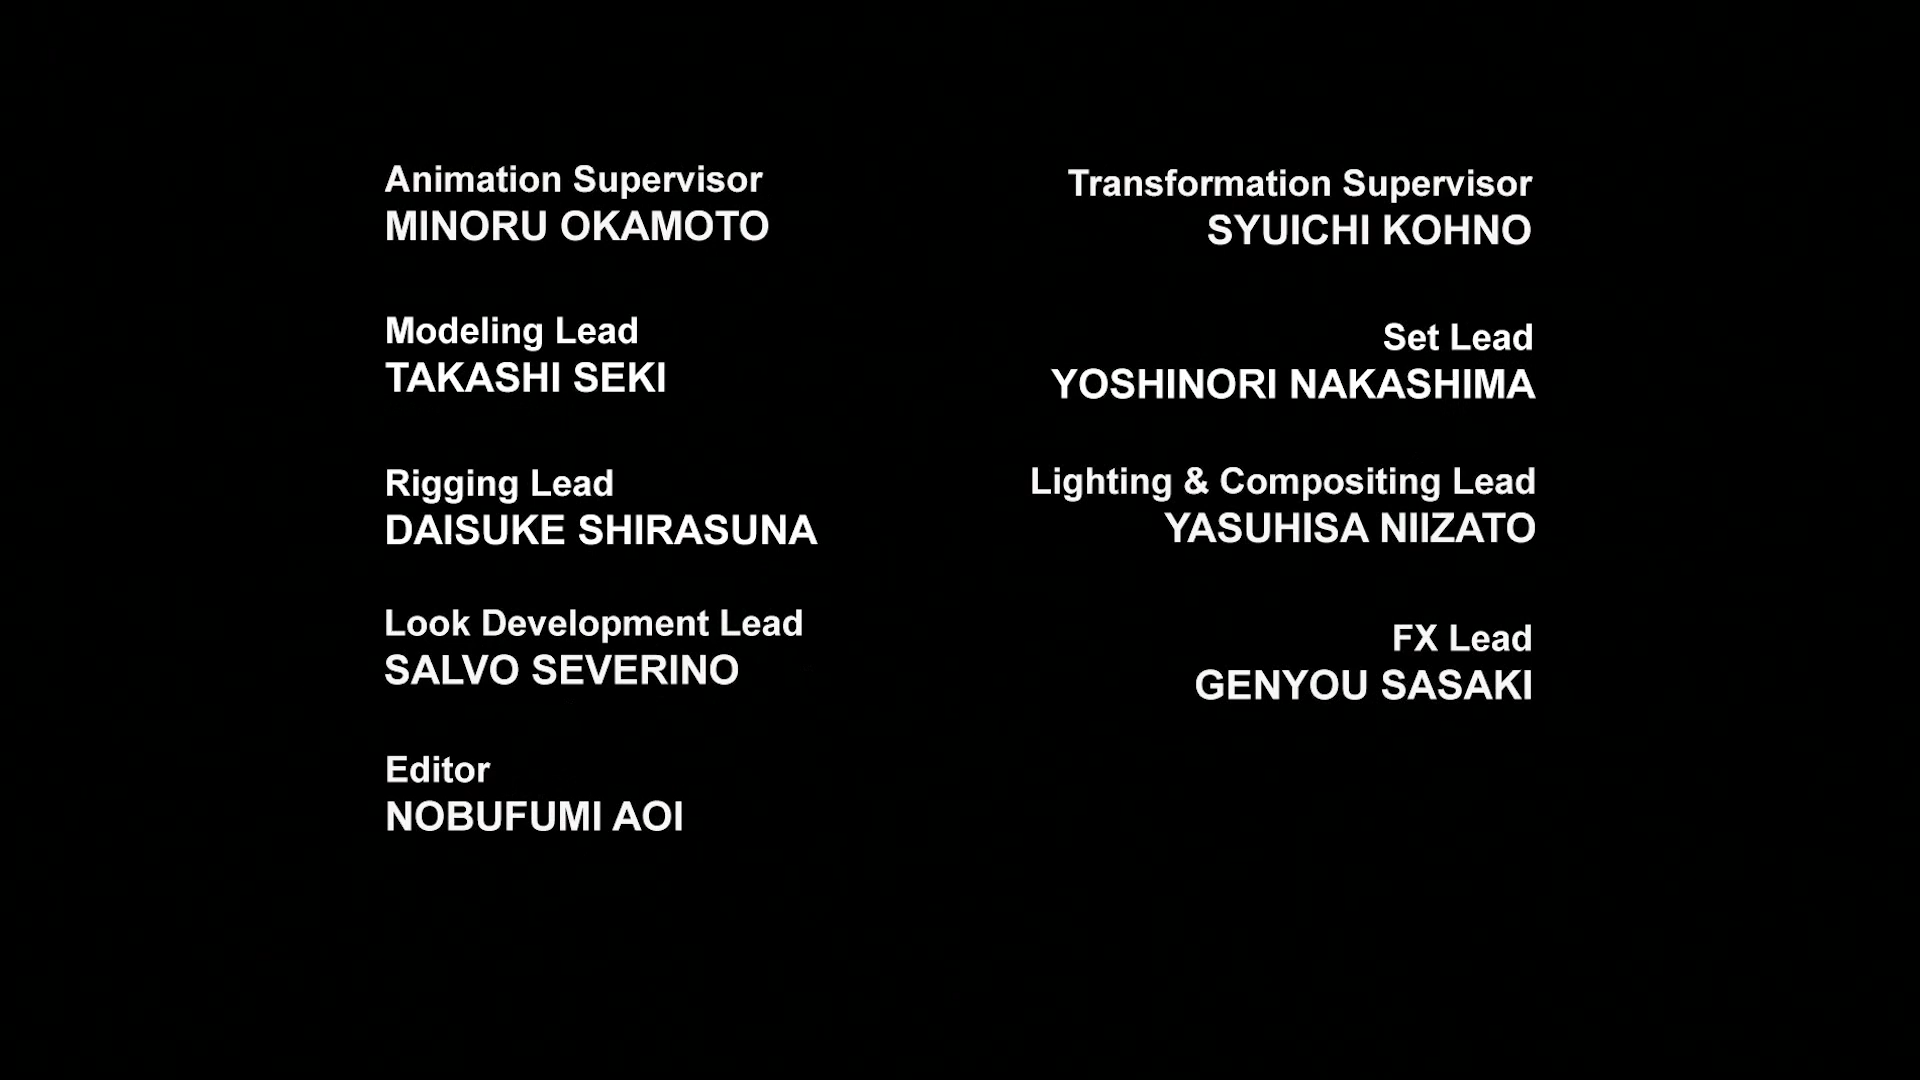 Animation Supervisor
MINORU OKAMOTO
Transformation Supervisor
SYUICHI KOHNO
Modeling Lead
TAKASHI SEKI
Set Lead
YOSHINORI NAKASHIMA
Rigging Lead
DAISUKE SHIRASUNA
Lighting & Compositing Lead
YASUHISA NIIZATO
Look Development Lead
SALVO SEVERINO
FX Lead
GENYOU SASAKI
Editor
NOBUFUMI AOI